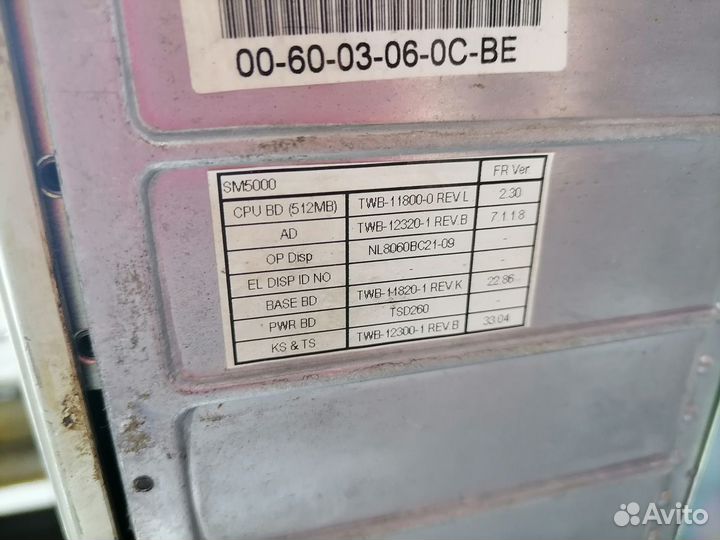 00-60-03-06-0C-BE
SM5000 FR Ver
CPU BD (512MB) TWB-11800-0 REV.L 2.30
AD TWB-12320-1 REV.B 7.1.1.8
OP Disp NL8060BC21-09 -
EL DISP ID NO - -
BASE BD TWB-11820-1 REV.K 22.86
PWR BD TSD260 -
KS & TS TWB-12300-1 REV.B 33.04
Avito